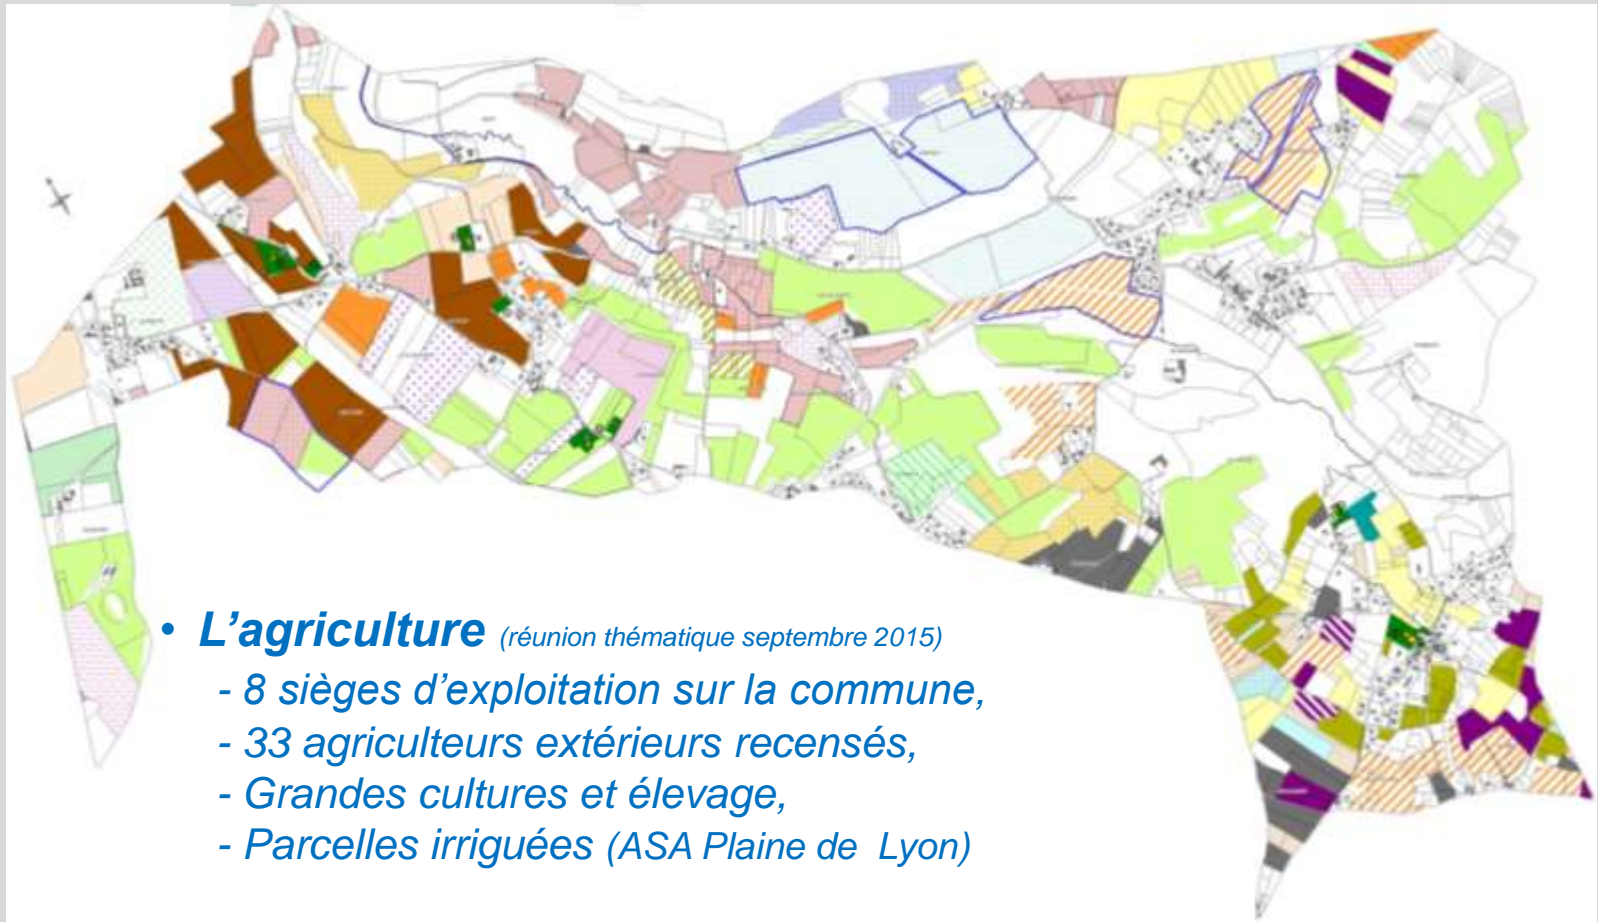 • L’agriculture (réunion thématique septembre 2015)
- 8 sièges d’exploitation sur la commune,
- 33 agriculteurs extérieurs recensés,
- Grandes cultures et élevage,
- Parcelles irriguées (ASA Plaine de Lyon)